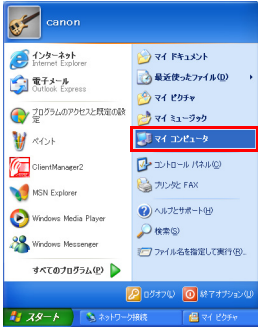 canon
インターネット
Internet Explorer
電子メール
Outlook Express
プログラムのアクセスと既定の設
定
ペイント
ClientManager2
MSN Explorer
Windows Media Player
Windows Messenger
すべてのプログラム(P)
マイ ドキュメント
最近使ったファイル(D)
マイ ピクチャ
マイ ミュージック
マイ コンピュータ
コントロール パネル(C)
プリンタと FAX
ヘルプとサポート(H)
検索(S)
ファイル名を指定して実行(R)...
ログオフ(L)
終了オプション(U)
スタート
ネットワーク接続
マイ ピクチャ